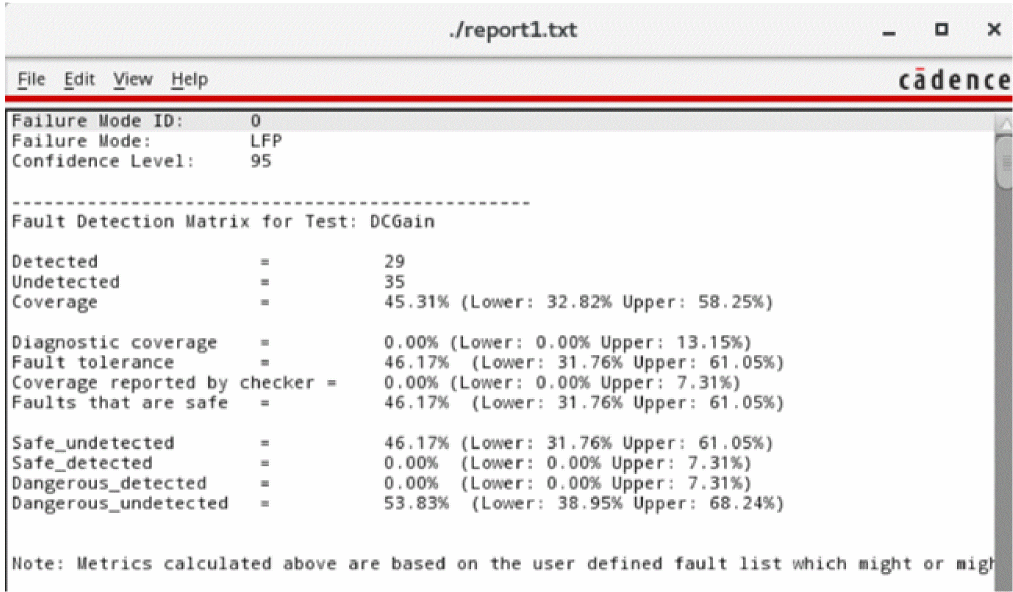 ./report1.txt
File Edit View Help
cādence
Failure Mode ID: 0
Failure Mode: LFP
Confidence Level: 95
------------------------------------------------
Fault Detection Matrix for Test: DCGain
Detected = 29
Undetected = 35
Coverage = 45.31% (Lower: 32.82% Upper: 58.25%)
Diagnostic coverage = 0.00% (Lower: 0.00% Upper: 13.15%)
Fault tolerance = 46.17% (Lower: 31.76% Upper: 61.05%)
Coverage reported by checker = 0.00% (Lower: 0.00% Upper: 7.31%)
Faults that are safe = 46.17% (Lower: 31.76% Upper: 61.05%)
Safe_undetected = 46.17% (Lower: 31.76% Upper: 61.05%)
Safe_detected = 0.00% (Lower: 0.00% Upper: 7.31%)
Dangerous_detected = 0.00% (Lower: 0.00% Upper: 7.31%)
Dangerous_undetected = 53.83% (Lower: 38.95% Upper: 68.24%)
Note: Metrics calculated above are based on the user defined fault list which might or migh